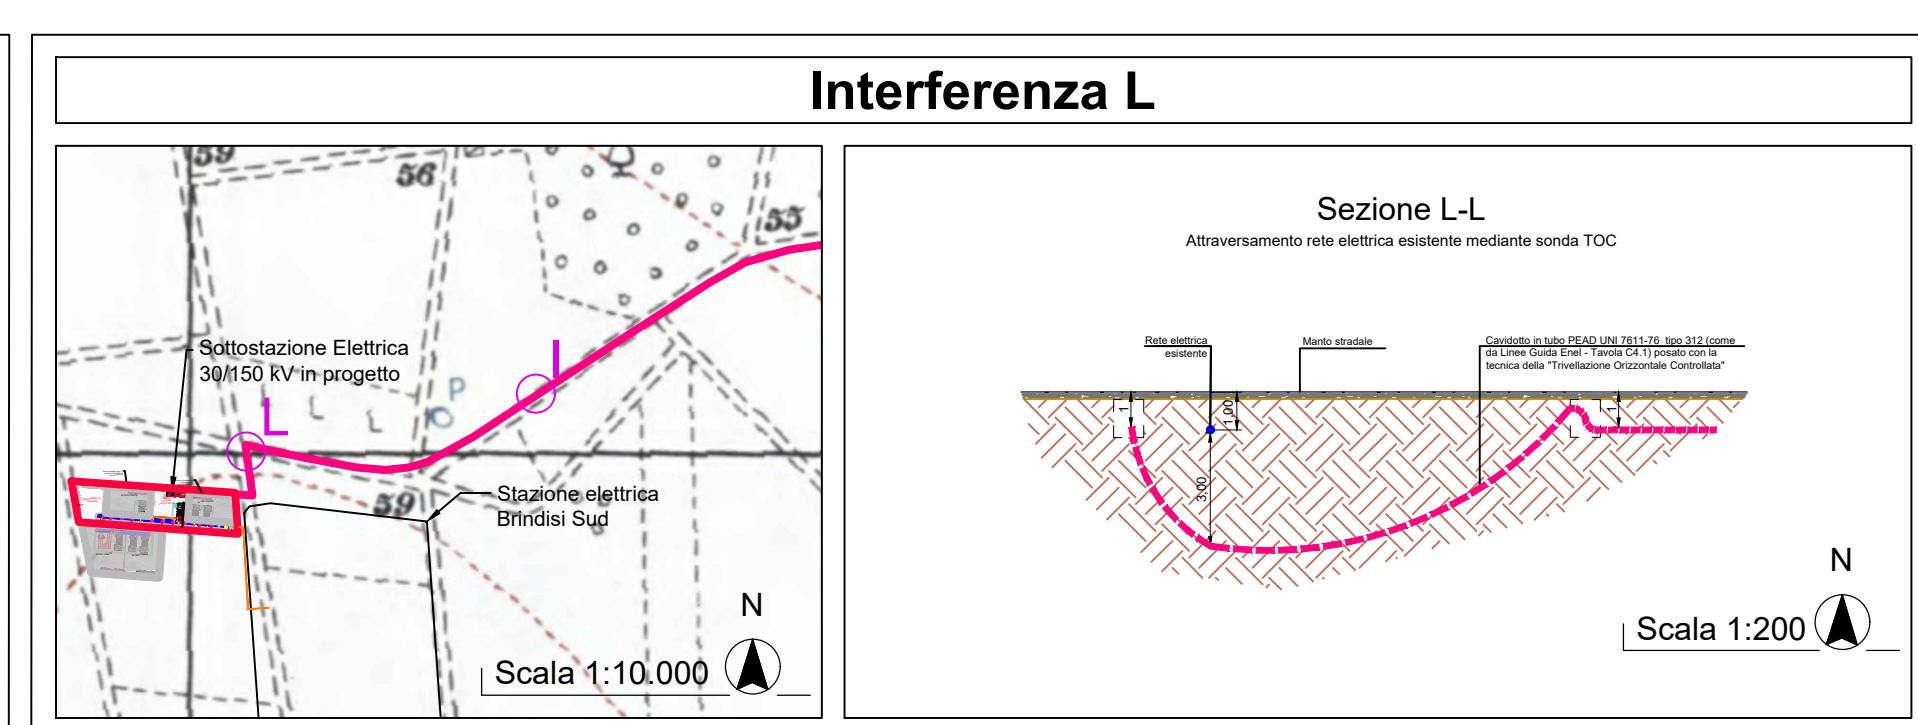 Interferenza L
59
56
55
Sottostazione Elettrica
30/150 kV in progetto
I
P
L
59
Stazione elettrica
Brindisi Sud
N
Scala 1:10.000
Sezione L-L
Attraversamento rete elettrica esistente mediante sonda TOC
Rete elettrica
esistente
Manto stradale
Cavidotto in tubo PEAD UNI 7611-76 tipo 312 (come
da Linee Guida Enel - Tavola C4.1) posato con la
tecnica della "Trivellazione Orizzontale Controllata"
1
1,00
1
3,00
N
Scala 1:200